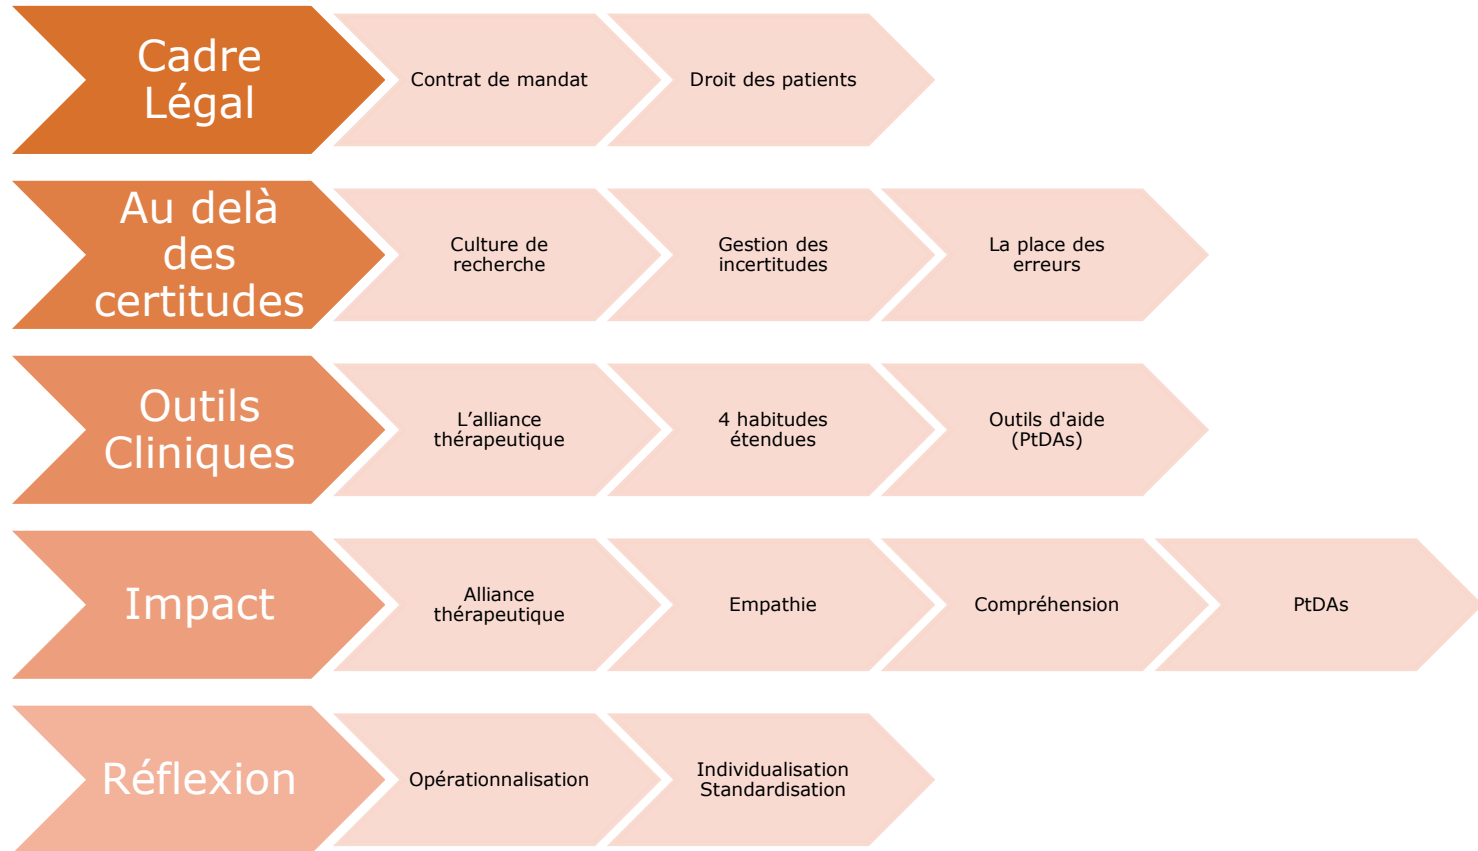 Cadre
Légal
Contrat de mandat
Droit des patients
Au delà
des
certitudes
Culture de
recherche
Gestion des
incertitudes
La place des
erreurs
Outils
Cliniques
L’alliance
thérapeutique
4 habitudes
étendues
Outils d'aide
(PtDAs)
Impact
Alliance
thérapeutique
Empathie
Compréhension
PtDAs
Réflexion
Opérationnalisation
Individualisation
Standardisation